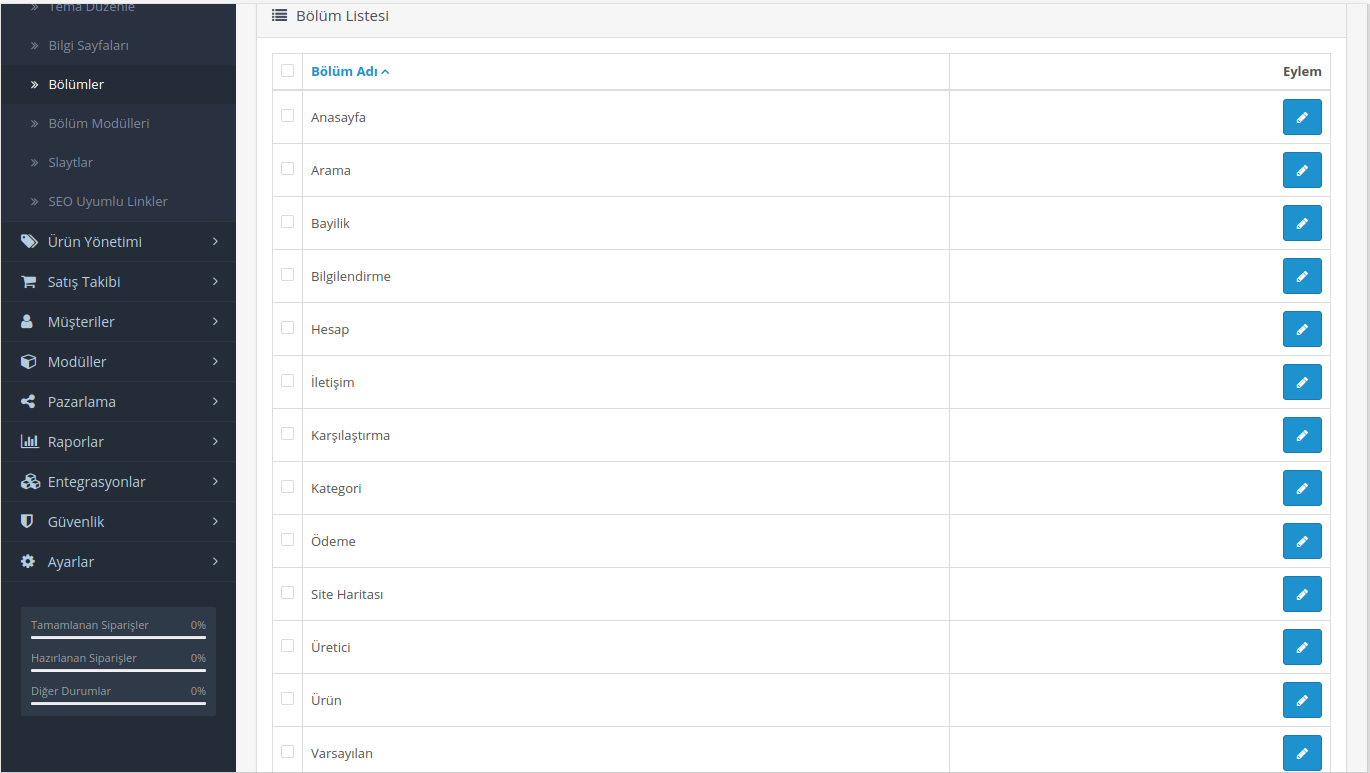 Tema Düzenle
Bilgi Sayfaları
Bölümler
Bölüm Modülleri
Slaytlar
SEO Uyumlu Linkler
Ürün Yönetimi
Satış Takibi
Müşteriler
Modüller
Pazarlama
Raporlar
Entegrasyonlar
Güvenlik
Ayarlar
Tamamlanan Siparişler 0%
Hazırlanan Siparişler 0%
Diğer Durumlar 0%
Bölüm Listesi
Bölüm Adı Eylem
Anasayfa
Arama
Bayilik
Bilgilendirme
Hesap
İletişim
Karşılaştırma
Kategori
Ödeme
Site Haritası
Üretici
Ürün
Varsayılan